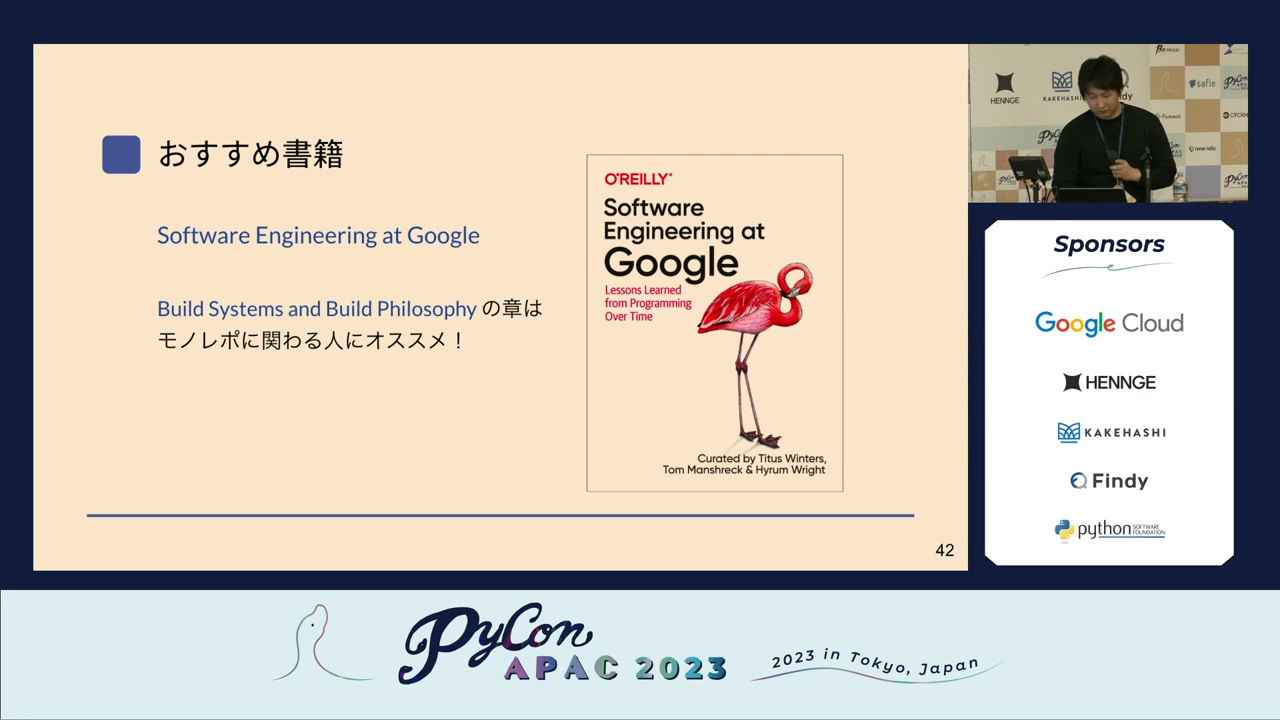 おすすめ書籍
Software Engineering at Google
Build Systems and Build Philosophy の章は
モノレポに関わる人にオススメ！
O'REILLY®
Software
Engineering at
Google
Lessons Learned
from Programming
Over Time
Curated by Titus Winters,
Tom Manshreck & Hyrum Wright
42
HENNGE
KAKEHASHI
safie
new relic
Sponsors
Google Cloud
HENNGE
KAKEHASHI
Findy
python SOFTWARE
FOUNDATION
PyCon
APAC 2023
2023 in Tokyo, Japan